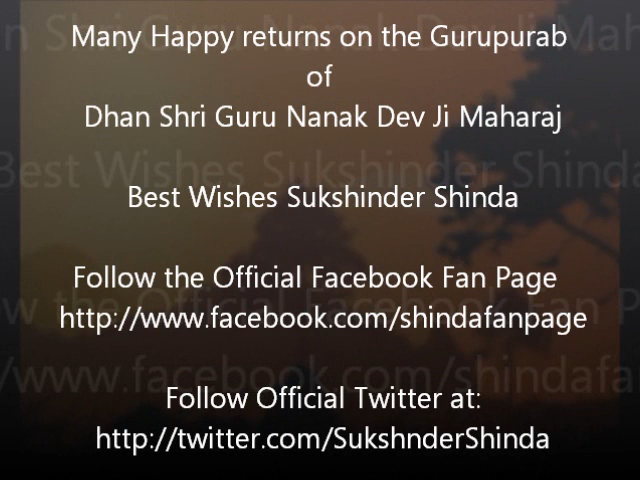 Many Happy returns on the Gurupurab
of
Dhan Shri Guru Nanak Dev Ji Maharaj
Best Wishes Sukshinder Shinda
Follow the Official Facebook Fan Page
http://www.facebook.com/shindafanpage
Follow Official Twitter at:
http://twitter.com/SukshnderShinda